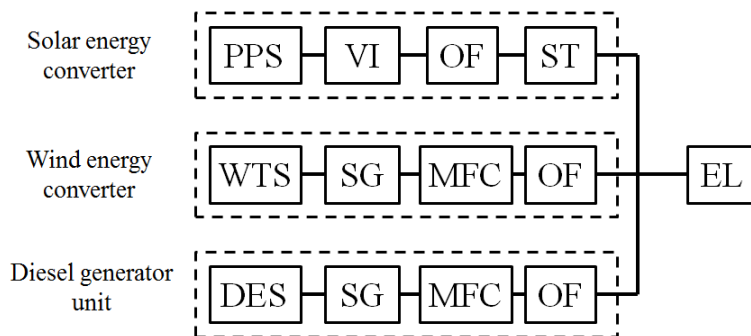 Solar energy
converter
PPS VI OF ST
Wind energy
converter
WTS SG MFC OF EL
Diesel generator
unit
DES SG MFC OF